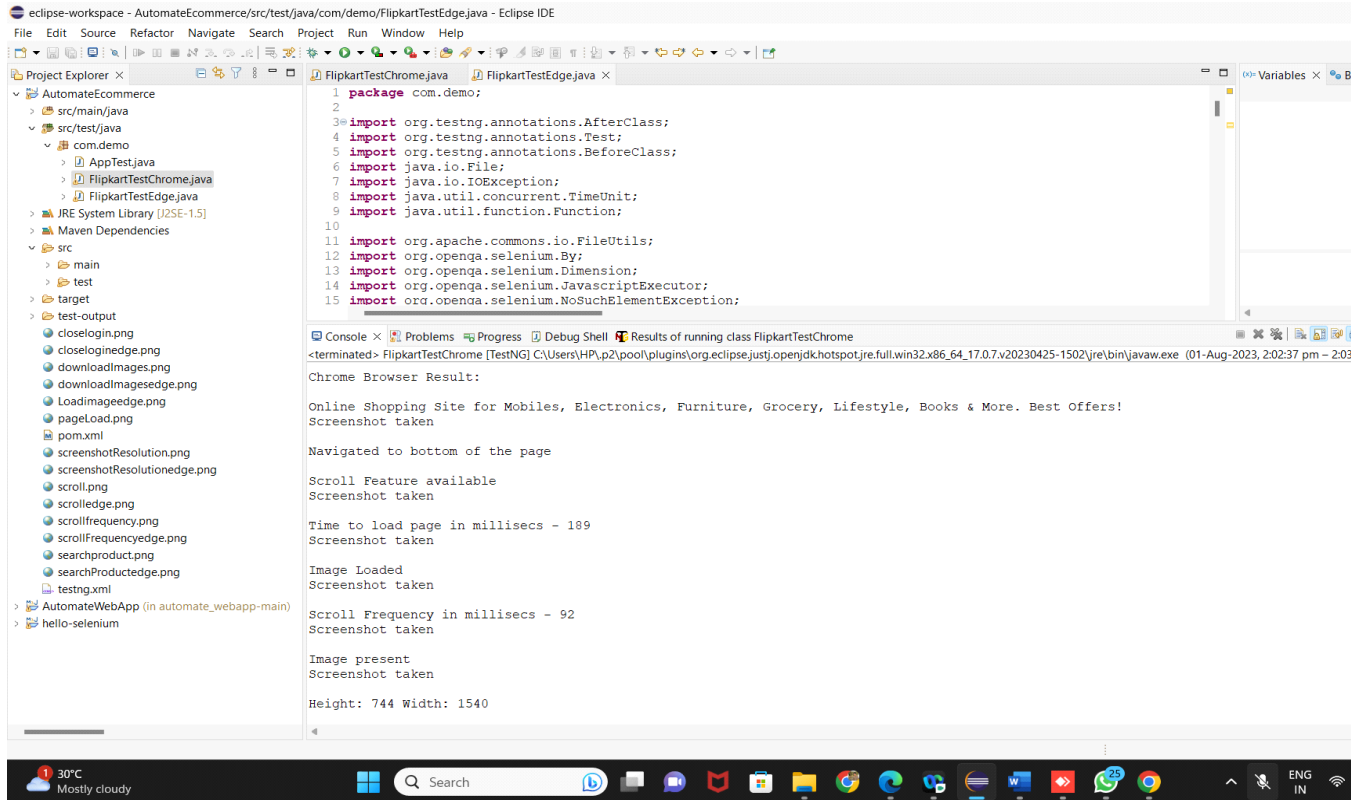 eclipse-workspace - AutomateEcommerce/src/test/java/com/demo/FlipkartTestEdge.java - Eclipse IDE
File Edit Source Refactor Navigate Search Project Run Window Help
Project Explorer
AutomateEcommerce
src/main/java
src/test/java
com.demo
AppTest.java
FlipkartTestChrome.java
FlipkartTestEdge.java
JRE System Library [J2SE-1.5]
Maven Dependencies
src
main
test
target
test-output
closelogin.png
closeloginedge.png
downloadImages.png
downloadImagesedge.png
Loadimageedge.png
pageLoad.png
pom.xml
screenshotResolution.png
screenshotResolutionedge.png
scroll.png
scrolledge.png
scrollfrequency.png
scrollFrequencyedge.png
searchproduct.png
searchProductedge.png
testng.xml
AutomateWebApp (in automate_webapp-main)
hello-selenium
FlipkartTestChrome.java FlipkartTestEdge.java
1 package com.demo;
2
3 import org.testng.annotations.AfterClass;
4 import org.testng.annotations.Test;
5 import org.testng.annotations.BeforeClass;
6 import java.io.File;
7 import java.io.IOException;
8 import java.util.concurrent.TimeUnit;
9 import java.util.function.Function;
10
11 import org.apache.commons.io.FileUtils;
12 import org.openqa.selenium.By;
13 import org.openqa.selenium.Dimension;
14 import org.openqa.selenium.JavascriptExecutor;
15 import org.openqa.selenium.NoSuchElementException;
(x)= Variables B
Console Problems Progress Debug Shell Results of running class FlipkartTestChrome
<terminated> FlipkartTestChrome [TestNG] C:\Users\HP\.p2\pool\plugins\org.eclipse.justj.openjdk.hotspot.jre.full.win32.x86_64_17.0.7.v20230425-1502\jre\bin\javaw.exe (01-Aug-2023, 2:02:37 pm – 2:03
Chrome Browser Result:
Online Shopping Site for Mobiles, Electronics, Furniture, Grocery, Lifestyle, Books & More. Best Offers!
Screenshot taken
Navigated to bottom of the page
Scroll Feature available
Screenshot taken
Time to load page in millisecs - 189
Screenshot taken
Image Loaded
Screenshot taken
Scroll Frequency in millisecs - 92
Screenshot taken
Image present
Screenshot taken
Height: 744 Width: 1540
1
30°C
Mostly cloudy
Search
25
ENG
IN